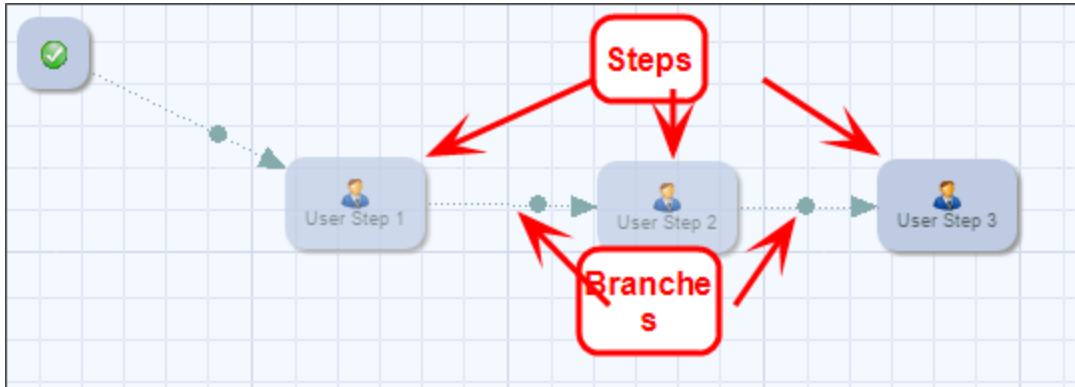 Steps
User Step 1
User Step 2
User Step 3
Branche
s